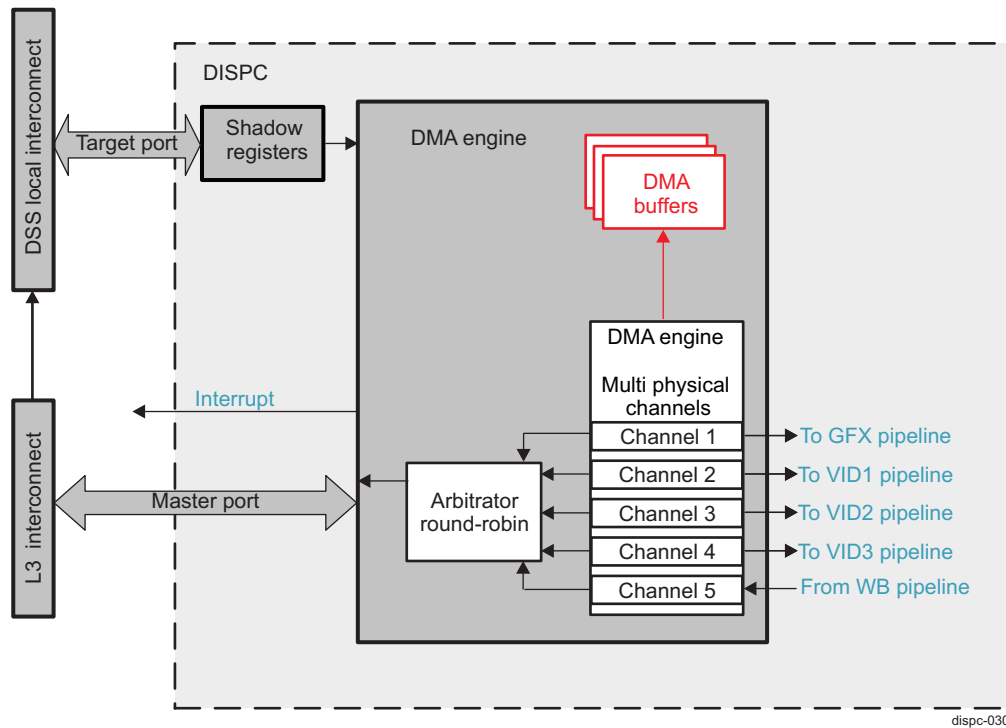 DISPC
DSS local interconnect
Target port
Shadow
registers
DMA engine
DMA
buffers
DMA engine
Multi physical
channels
Interrupt
Channel 1
To GFX pipeline
Channel 2
To VID1 pipeline
L3 interconnect
Master port
Arbitrator
round-robin
Channel 3
To VID2 pipeline
Channel 4
To VID3 pipeline
Channel 5
From WB pipeline
dispc-030